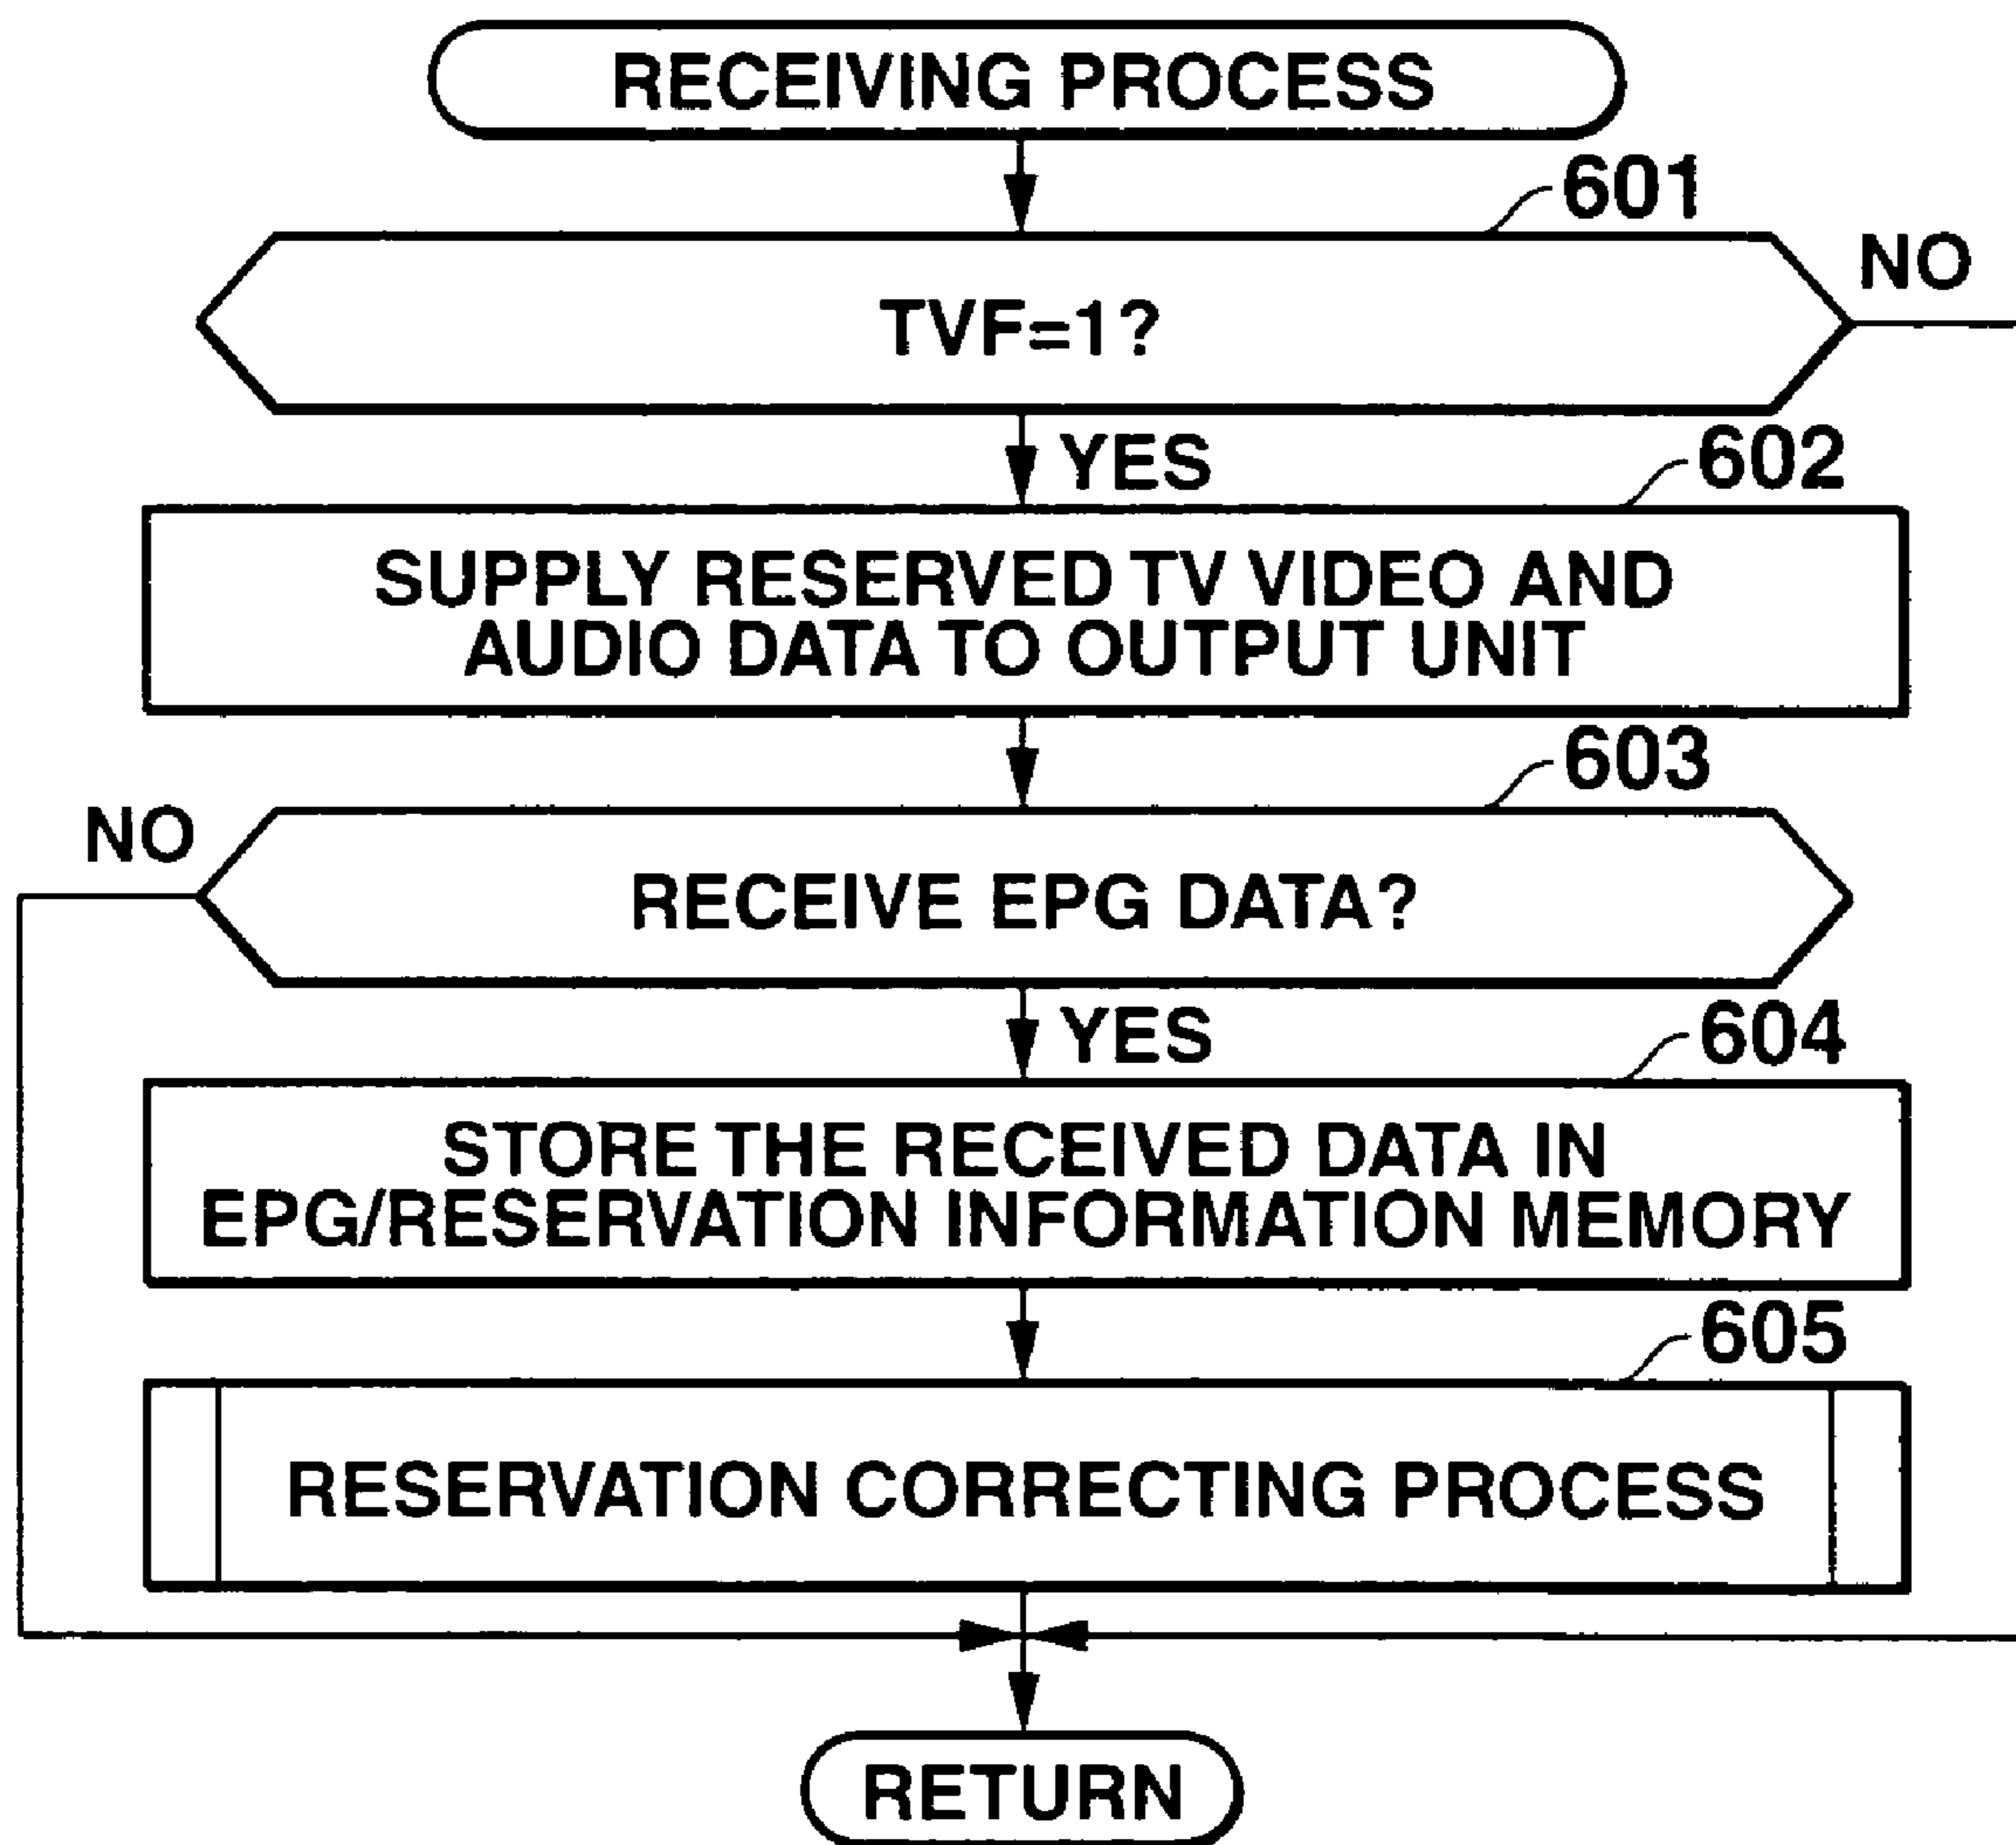 RECEIVING PROCESS
601
TVF=1?
NO
YES
602
SUPPLY RESERVED TV VIDEO AND
AUDIO DATA TO OUTPUT UNIT
603
NO
RECEIVE EPG DATA?
YES
604
STORE THE RECEIVED DATA IN
EPG/RESERVATION INFORMATION MEMORY
605
RESERVATION CORRECTING PROCESS
RETURN